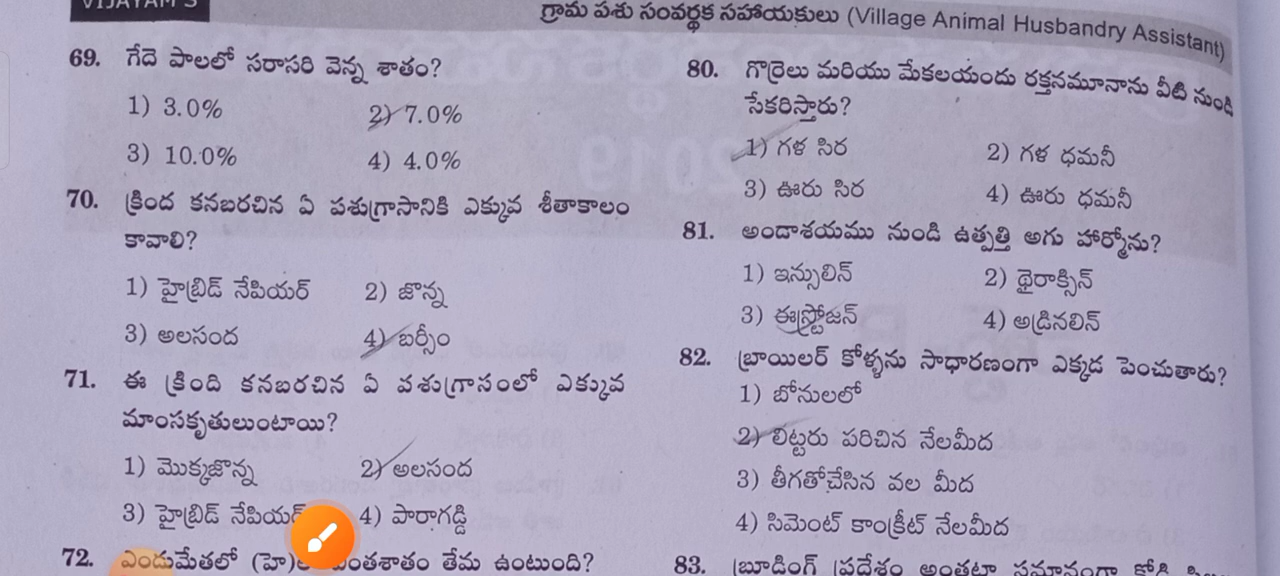 VIJAYAM'S
గ్రామ పశు సంవర్థక సహాయకులు (Village Animal Husbandry Assistant)
69. గేదె పాలలో సరాసరి వెన్న శాతం?
1) 3.0% 2) 7.0%
3) 10.0% 4) 4.0%
70. క్రింద కనబరచిన ఏ పశుగ్రాసానికి ఎక్కువ శీతాకాలం
కావాలి?
1) హైబ్రిడ్ నేపియర్ 2) జొన్న
3) అలసంద 4) బర్సీం
71. ఈ క్రింది కనబరచిన ఏ పశుగ్రాసంలో ఎక్కువ
మాంసకృతులుంటాయి?
1) మొక్కజొన్న 2) అలసంద
3) హైబ్రిడ్ నేపియర్ 4) పారాగడ్డి
72. ఎండుమేతలో (హె) శాతం తేమ ఉంటుంది?
80. గొర్రెలు మరియు మేకలయందు రక్తనమూనాను వీటి నుండి
సేకరిస్తారు?
1) గళ సిర 2) గళ ధమనీ
3) ఊరు సిర 4) ఊరు ధమనీ
81. అండాశయము నుండి ఉత్పత్తి అగు హార్మోను?
1) ఇన్సులిన్ 2) థైరాక్సిన్
3) ఈస్ట్రోజన్ 4) అడ్రినలిన్
82. బ్రాయిలర్ కోళ్ళను సాధారణంగా ఎక్కడ పెంచుతారు?
1) బోనులలో
2) లిట్టరు పరిచిన నేలమీద
3) తీగతోచేసిన వల మీద
4) సిమెంట్ కాంక్రీట్ నేలమీద
83. బ్రూడింగ్ ప్రదేశం అంతటా సమానంగా కోడి